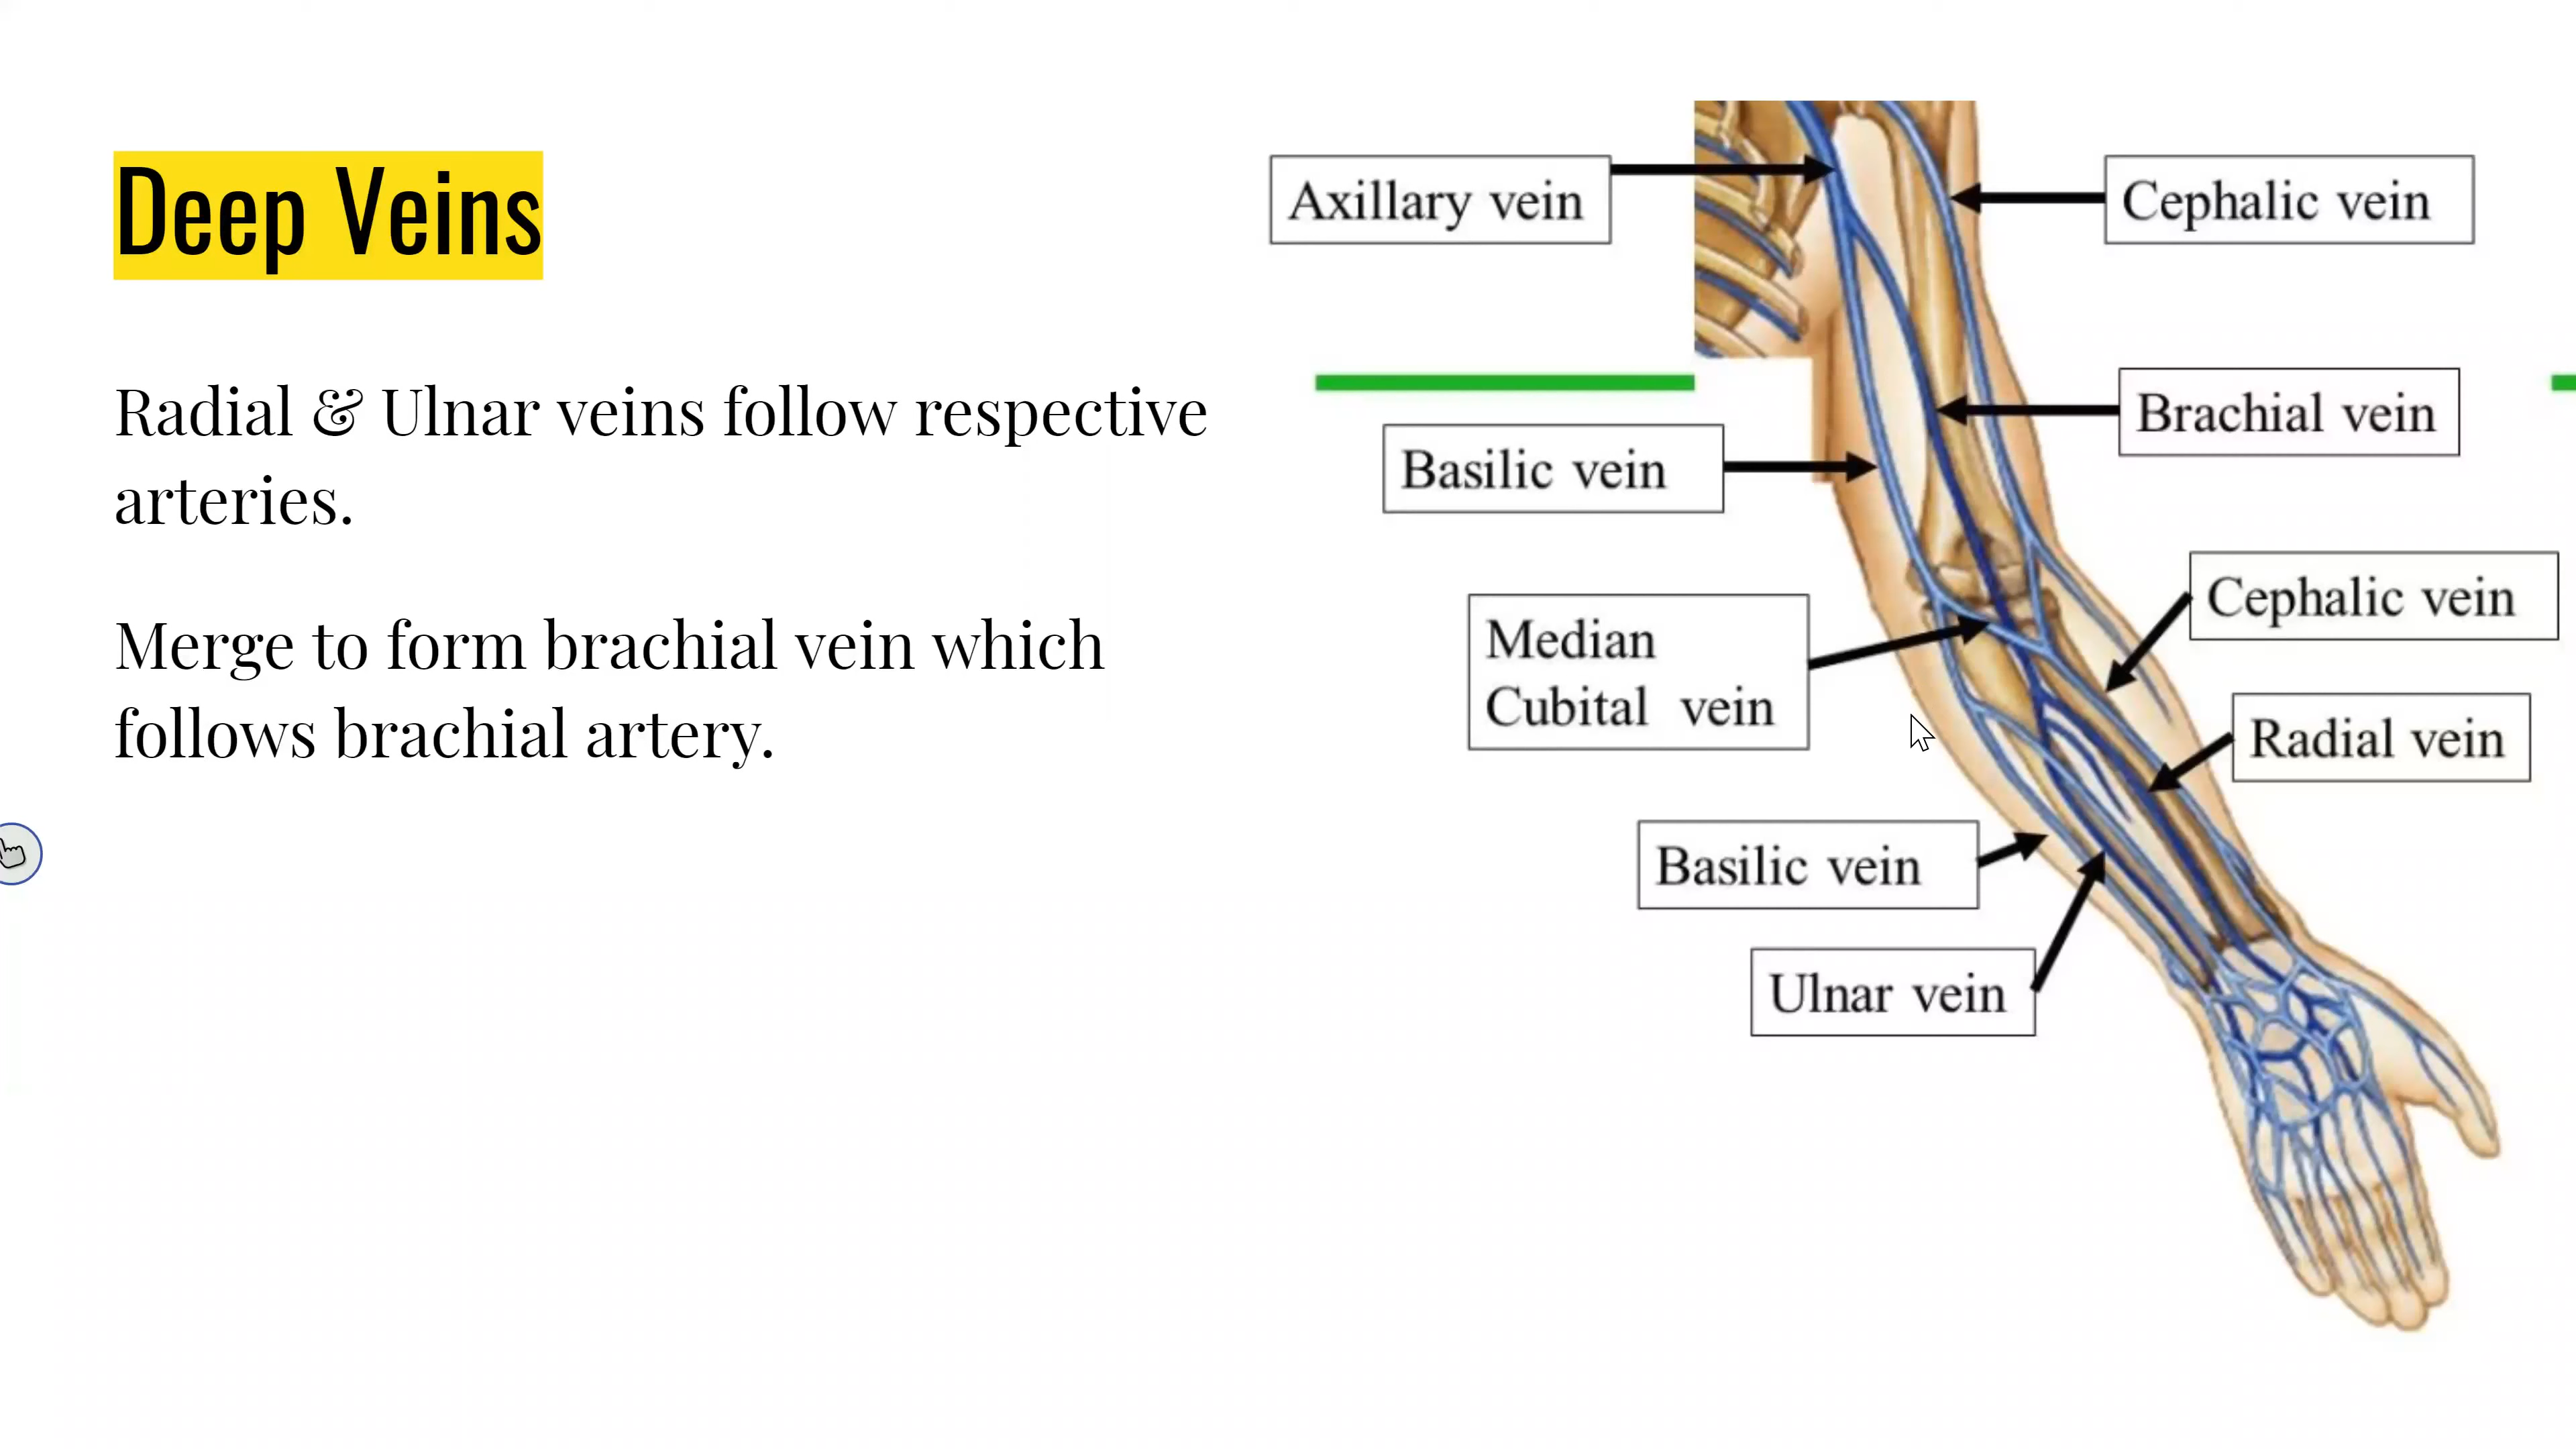 Deep Veins
Radial & Ulnar veins follow respective
arteries.
Merge to form brachial vein which
follows brachial artery.
Axillary vein
Cephalic vein
Brachial vein
Basilic vein
Cephalic vein
Median
Cubital vein
Radial vein
Basilic vein
Ulnar vein